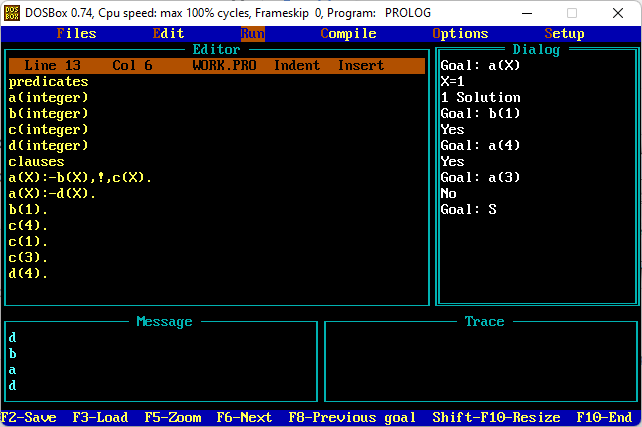 DOSBox 0.74, Cpu speed: max 100% cycles, Frameskip 0, Program: PROLOG
Files Edit Run Compile Options Setup
Editor
Line 13 Col 6 WORK.PRO Indent Insert
predicates
a(integer)
b(integer)
c(integer)
d(integer)
clauses
a(X):-b(X),!,c(X).
a(X):-d(X).
b(1).
c(4).
c(1).
c(3).
d(4).
Dialog
Goal: a(X)
X=1
1 Solution
Goal: b(1)
Yes
Goal: a(4)
Yes
Goal: a(3)
No
Goal: S
Message
d
b
a
d
Trace
F2-Save F3-Load F5-Zoom F6-Next F8-Previous goal Shift-F10-Resize F10-End